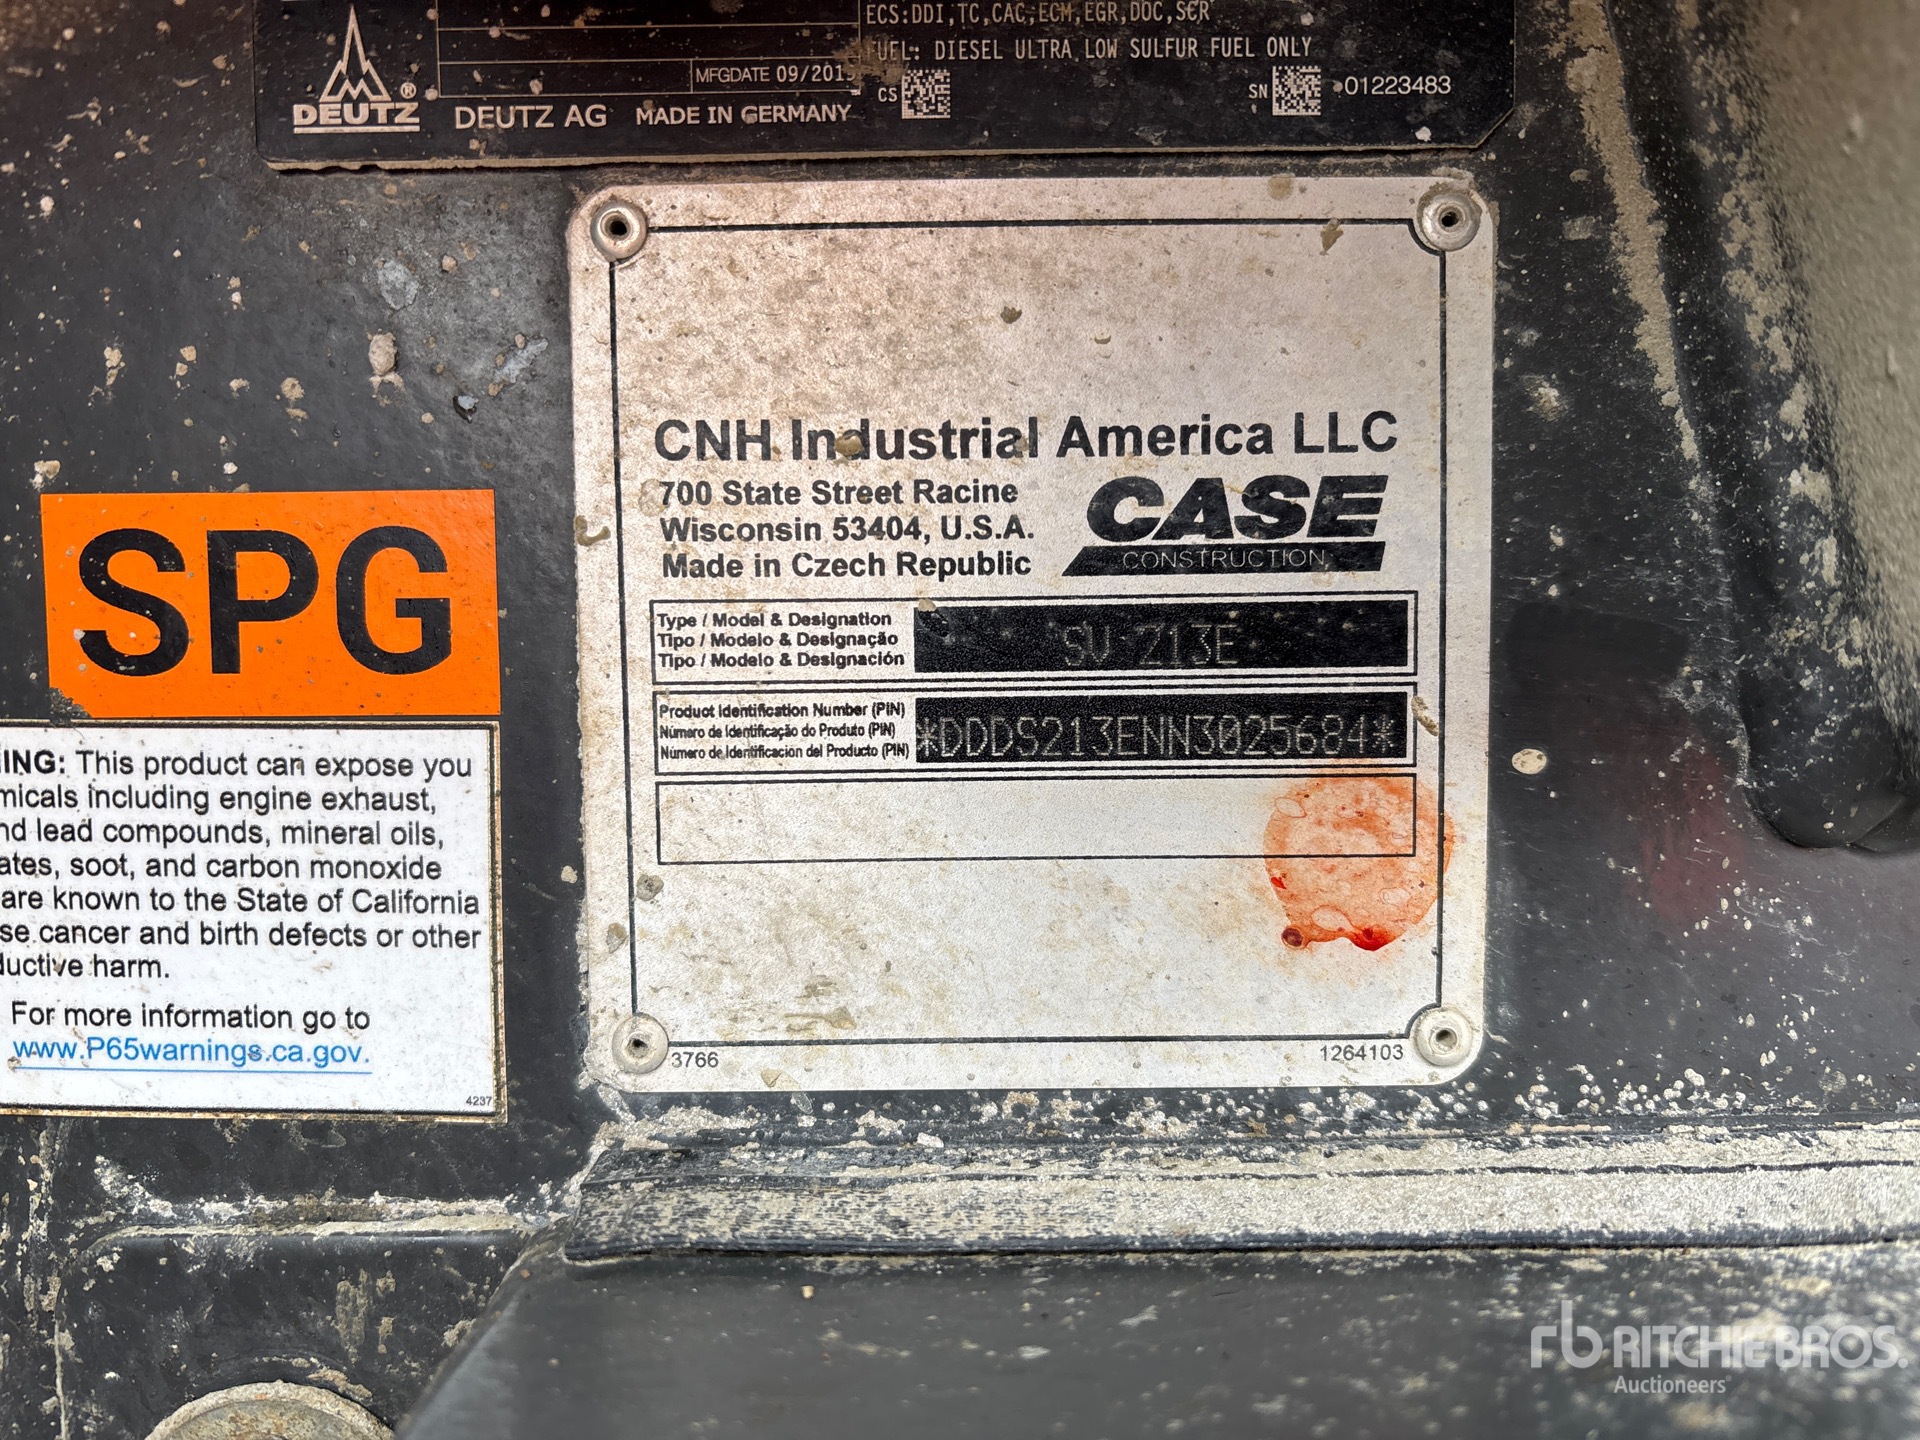 ECS:DDI,TC,CAC,ECM,EGR,DOC,SCR
FUEL: DIESEL ULTRA LOW SULFUR FUEL ONLY
MFGDATE 09/2015
CS
SN 01223483
DEUTZ®
DEUTZ AG MADE IN GERMANY
CNH Industrial America LLC
700 State Street Racine
Wisconsin 53404, U.S.A.
Made in Czech Republic
CASE
CONSTRUCTION
Type / Model & Designation
Tipo / Modelo & Designação
Tipo / Modelo & Designación
SV 213E
Product Identification Number (PIN)
Número de Identificação do Produto (PIN)
Número de Identificación del Producto (PIN)
*DDDS213ENN3025684*
3766
1264103
SPG
ING: This product can expose you
micals including engine exhaust,
nd lead compounds, mineral oils,
ates, soot, and carbon monoxide
are known to the State of California
se cancer and birth defects or other
ductive harm.
For more information go to
www.P65warnings.ca.gov.
4237
rb RITCHIE BROS.
Auctioneers